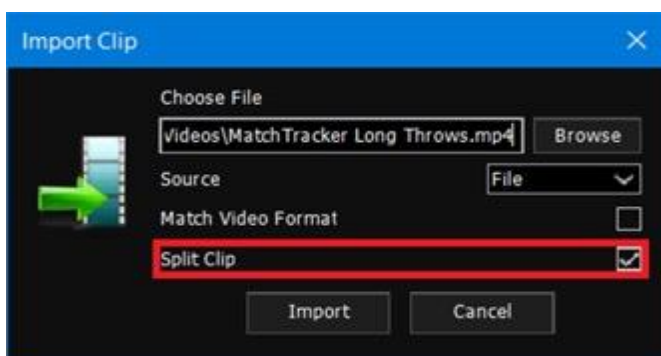 Import Clip
Choose File
Videos\MatchTracker Long Throws.mp4 Browse
Source File
Match Video Format
Split Clip
Import Cancel